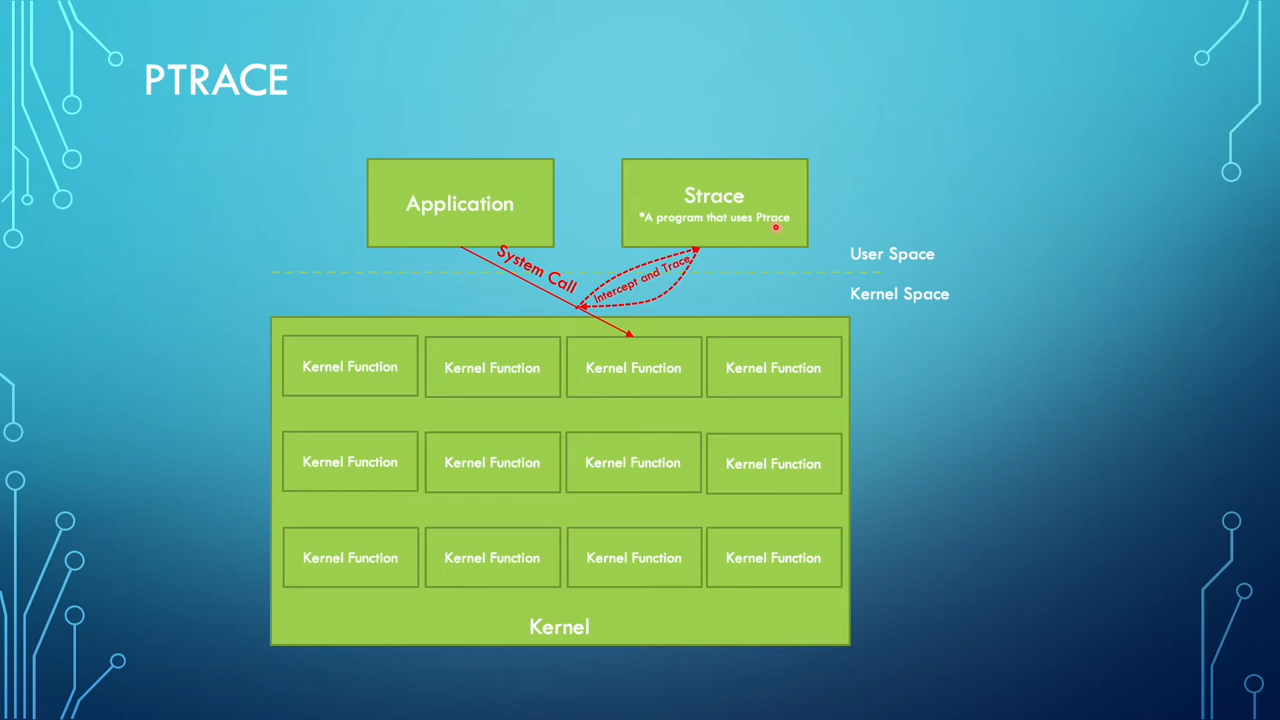 PTRACE
Application
Strace
*A program that uses Ptrace
System Call
Intercept and Trace
User Space
Kernel Space
Kernel Function
Kernel Function
Kernel Function
Kernel Function
Kernel Function
Kernel Function
Kernel Function
Kernel Function
Kernel Function
Kernel Function
Kernel Function
Kernel Function
Kernel